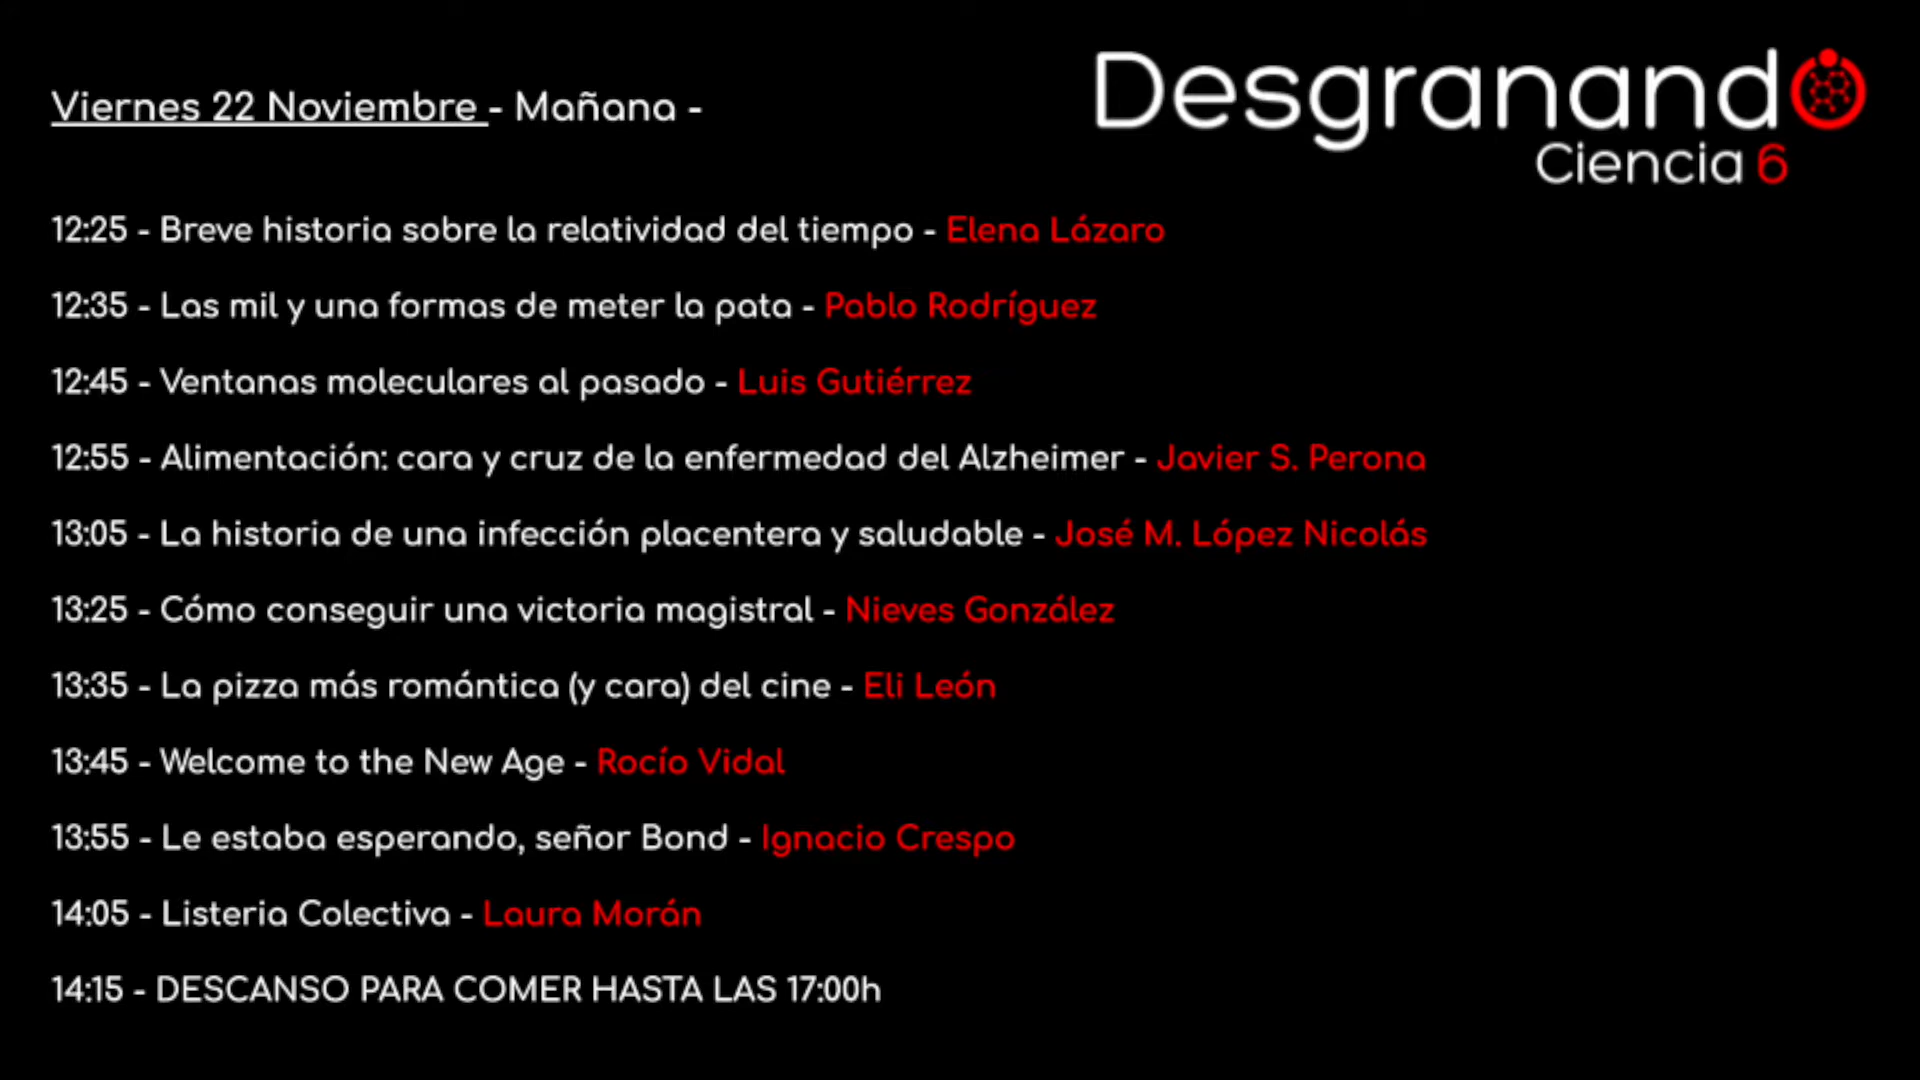 Viernes 22 Noviembre - Mañana -
Desgranando
Ciencia 6
12:25 - Breve historia sobre la relatividad del tiempo - Elena Lázaro
12:35 - Las mil y una formas de meter la pata - Pablo Rodríguez
12:45 - Ventanas moleculares al pasado - Luis Gutiérrez
12:55 - Alimentación: cara y cruz de la enfermedad del Alzheimer - Javier S. Perona
13:05 - La historia de una infección placentera y saludable - José M. López Nicolás
13:25 - Cómo conseguir una victoria magistral - Nieves González
13:35 - La pizza más romántica (y cara) del cine - Eli León
13:45 - Welcome to the New Age - Rocío Vidal
13:55 - Le estaba esperando, señor Bond - Ignacio Crespo
14:05 - Listeria Colectiva - Laura Morán
14:15 - DESCANSO PARA COMER HASTA LAS 17:00h